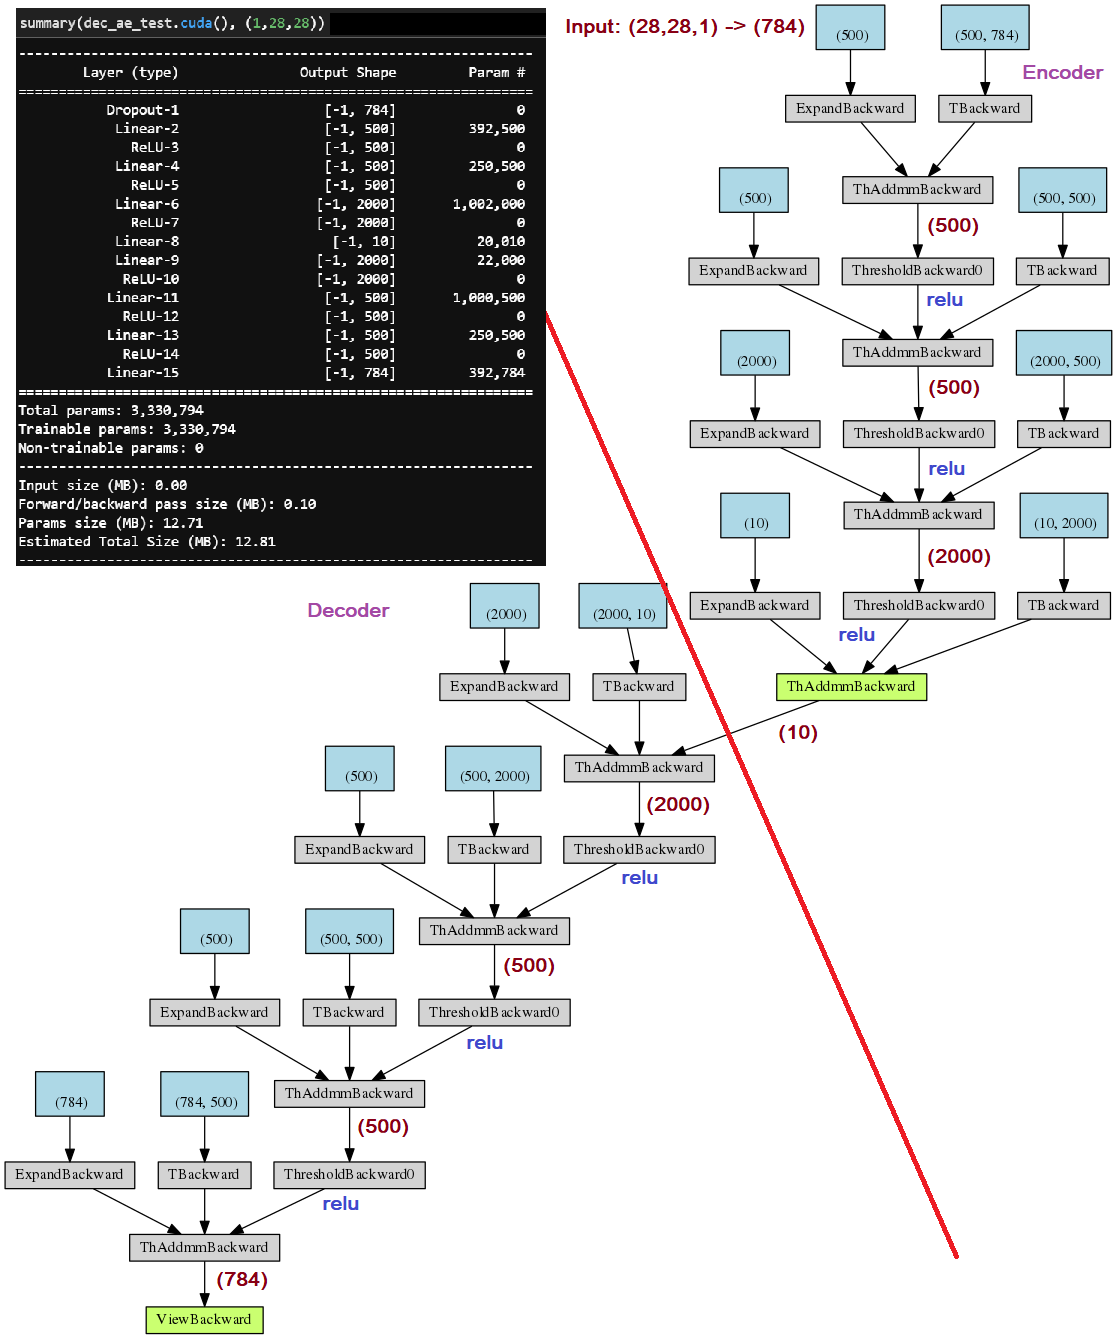 summary(dec_ae_test.cuda(), (1,28,28))
----------------------------------------------------------------
Layer (type) Output Shape Param #
================================================================
Dropout-1 [-1, 784] 0
Linear-2 [-1, 500] 392,500
ReLU-3 [-1, 500] 0
Linear-4 [-1, 500] 250,500
ReLU-5 [-1, 500] 0
Linear-6 [-1, 2000] 1,002,000
ReLU-7 [-1, 2000] 0
Linear-8 [-1, 10] 20,010
Linear-9 [-1, 2000] 22,000
ReLU-10 [-1, 2000] 0
Linear-11 [-1, 500] 1,000,500
ReLU-12 [-1, 500] 0
Linear-13 [-1, 500] 250,500
ReLU-14 [-1, 500] 0
Linear-15 [-1, 784] 392,784
================================================================
Total params: 3,330,794
Trainable params: 3,330,794
Non-trainable params: 0
----------------------------------------------------------------
Input size (MB): 0.00
Forward/backward pass size (MB): 0.10
Params size (MB): 12.71
Estimated Total Size (MB): 12.81
----------------------------------------------------------------
Input: (28,28,1) -> (784)
(500) (500, 784)
Encoder
ExpandBackward TBackward
ThAddmmBackward
(500) (500, 500)
(500)
ExpandBackward ThresholdBackward0 TBackward
relu
ThAddmmBackward
(2000) (2000, 500)
(500)
ExpandBackward ThresholdBackward0 TBackward
relu
ThAddmmBackward
(10) (10, 2000)
(2000)
ExpandBackward ThresholdBackward0 TBackward
relu
ThAddmmBackward
(10)
Decoder
(2000) (2000, 10)
ExpandBackward TBackward
ThAddmmBackward
(500) (500, 2000)
(2000)
ExpandBackward TBackward ThresholdBackward0
relu
ThAddmmBackward
(500) (500, 500)
(500)
ExpandBackward TBackward ThresholdBackward0
relu
ThAddmmBackward
(784) (784, 500)
(500)
ExpandBackward TBackward ThresholdBackward0
relu
ThAddmmBackward
(784)
ViewBackward